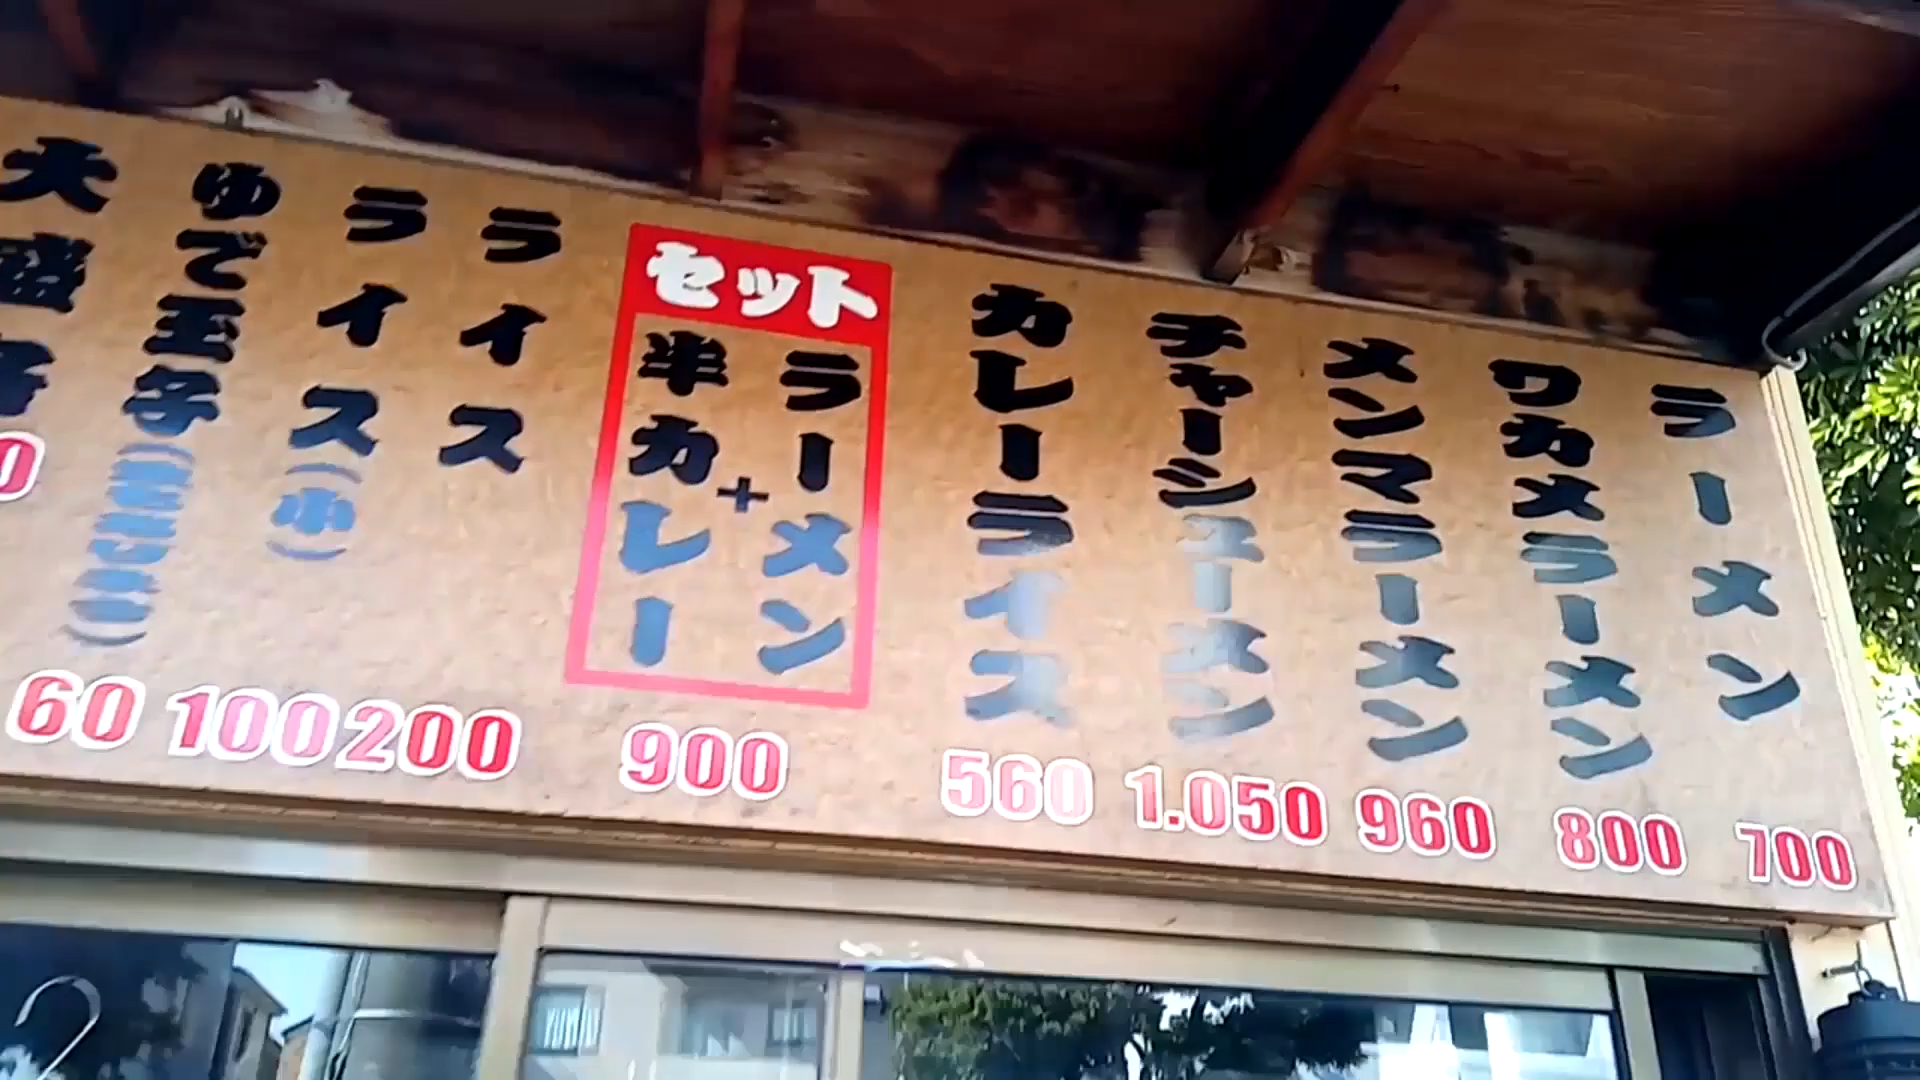 ラーメン
700
ワカメラーメン
800
メンマラーメン
960
チャーシューメン
1.050
カレーライス
560
セット
ラーメン
+
半カレー
900
ライス
200
ライス(小)
100
ゆで玉子
60
大盛
0